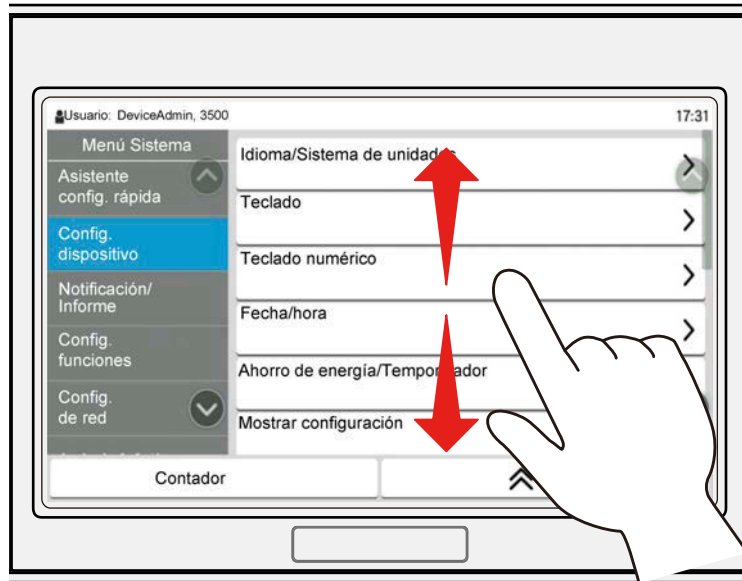 Usuario: DeviceAdmin, 3500
17:31
Menú Sistema
Asistente
config. rápida
Config.
dispositivo
Notificación/
Informe
Config.
funciones
Config.
de red
Idioma/Sistema de unidades
Teclado
Teclado numérico
Fecha/hora
Ahorro de energía/Temporizador
Mostrar configuración
Contador